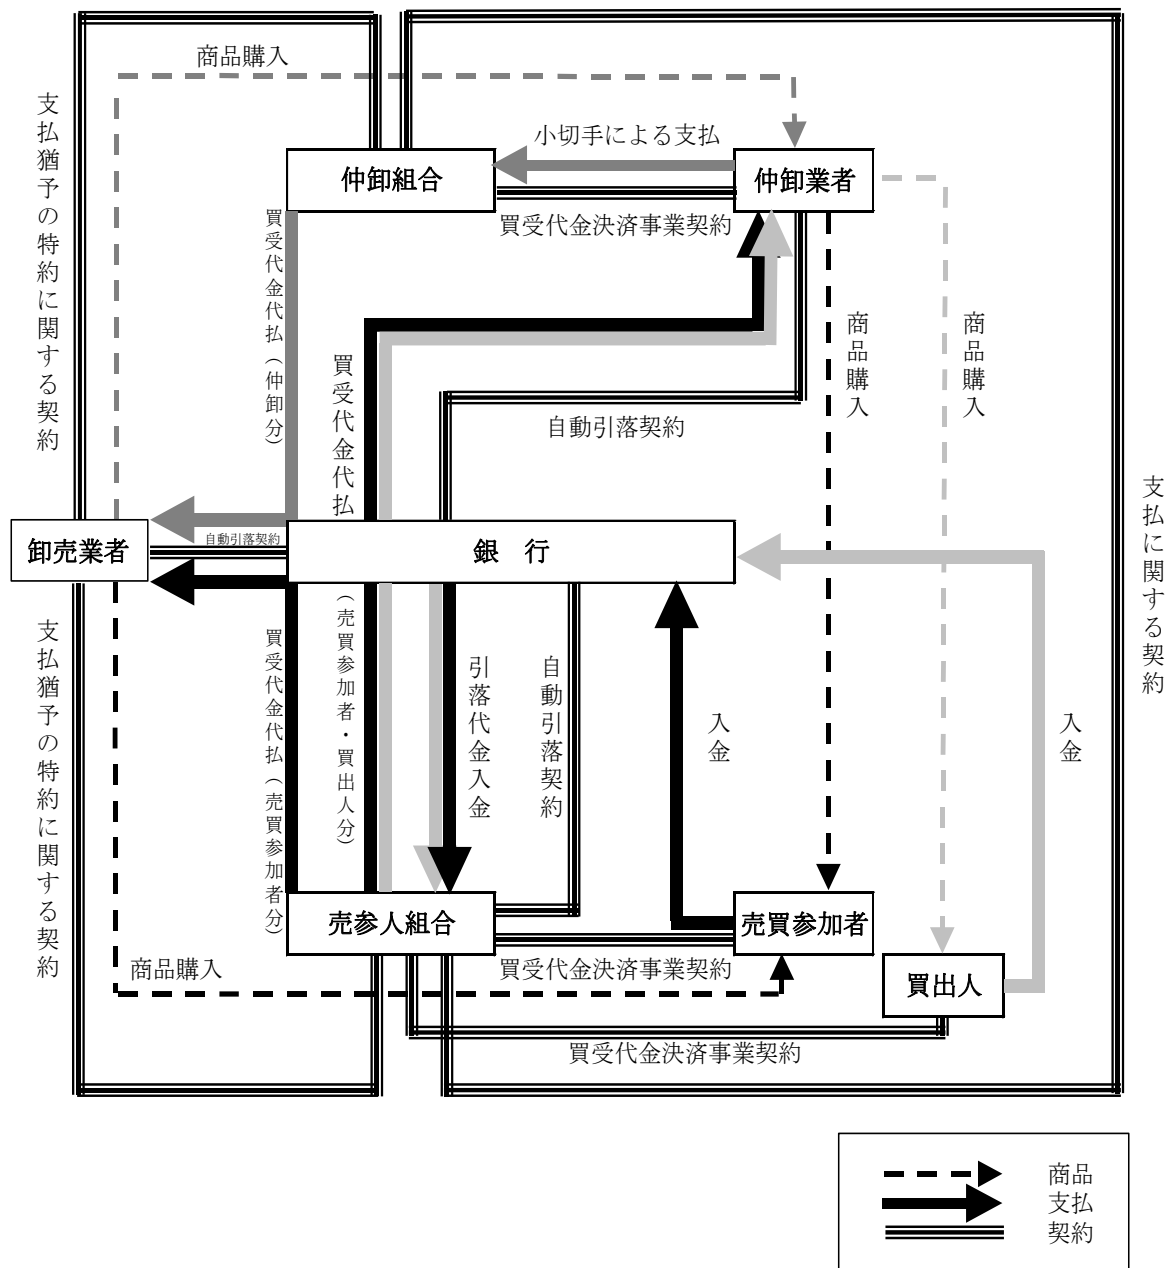 商品購入
支払猶予の特約に関する契約
小切手による支払
仲卸組合
仲卸業者
買受代金決済事業契約
買受代金代払（仲卸分）
買受代金代払
（売買参加者・買出人分）
商品購入
商品購入
自動引落契約
支払に関する契約
卸売業者
自動引落契約
銀 行
支払猶予の特約に関する契約
買受代金代払（売買参加者分）
引落代金入金
自動引落契約
入金
入金
売参人組合
売買参加者
商品購入
買受代金決済事業契約
買出人
買受代金決済事業契約
商品
支払
契約